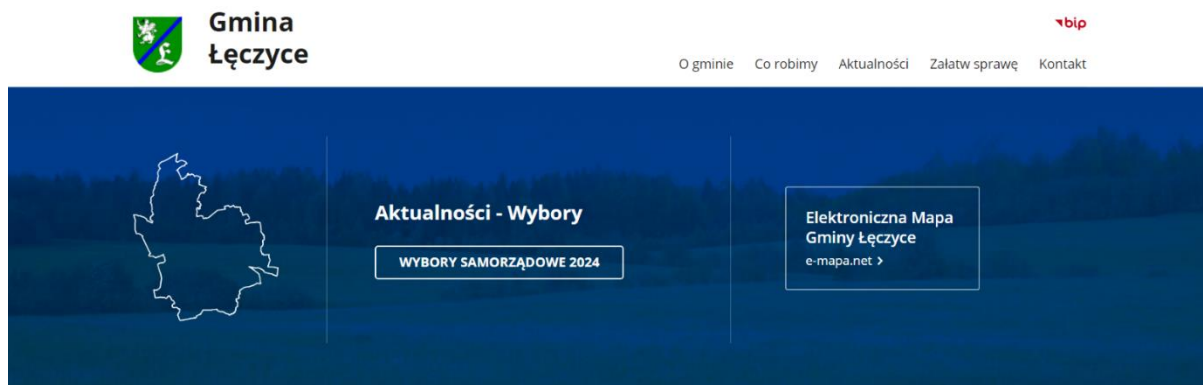 Gmina
Łęczyce
bip
O gminie Co robimy Aktualności Załatw sprawę Kontakt
Aktualności - Wybory
WYBORY SAMORZĄDOWE 2024
Elektroniczna Mapa
Gminy Łęczyce
e-mapa.net >